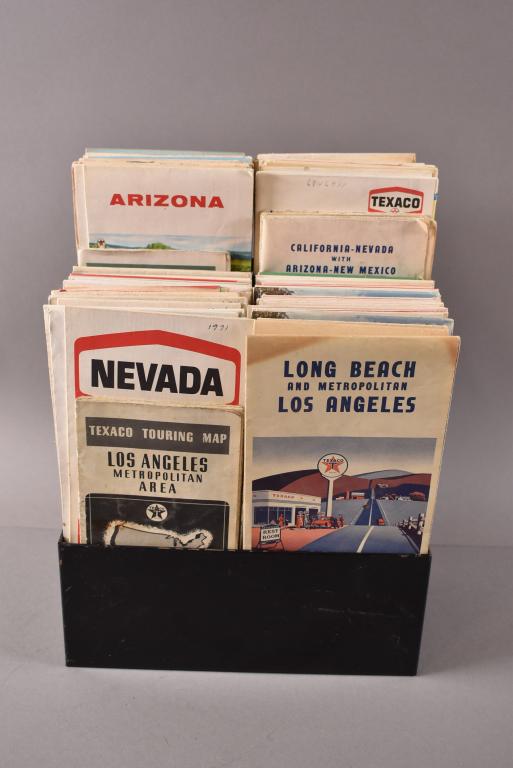 ARIZONA
TEXACO
CALIFORNIA-NEVADA
WITH
ARIZONA-NEW MEXICO
1971
NEVADA
TEXACO TOURING MAP
LOS ANGELES
METROPOLITAN
AREA
LONG BEACH
AND METROPOLITAN
LOS ANGELES
TEXACO
TEXACO
REST
ROOM